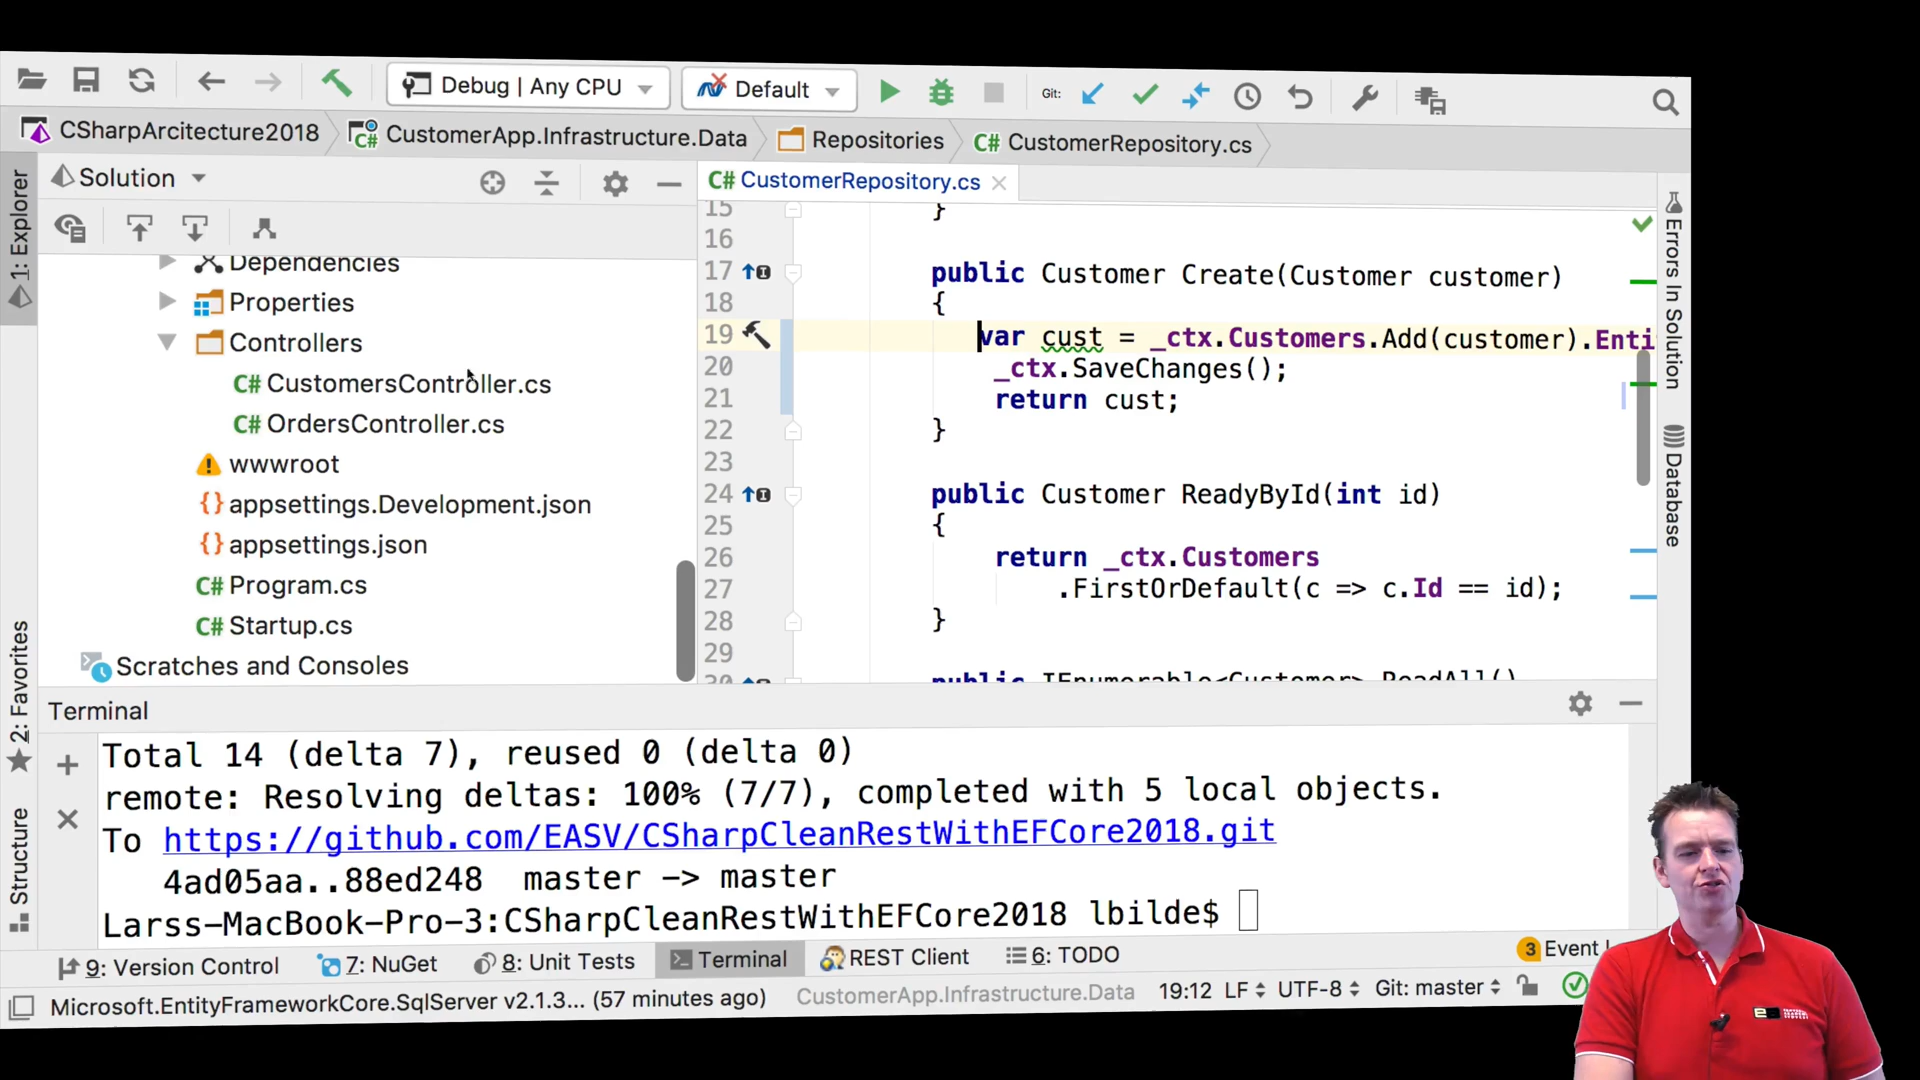 Debug | Any CPU
Default
Git:
CSharpArcitecture2018
CustomerApp.Infrastructure.Data
Repositories
C# CustomerRepository.cs
1: Explorer
Solution
C# CustomerRepository.cs
Dependencies
Properties
Controllers
C# CustomersController.cs
C# OrdersController.cs
wwwroot
{} appsettings.Development.json
{} appsettings.json
C# Program.cs
C# Startup.cs
Scratches and Consoles
15 }
16
17 public Customer Create(Customer customer)
18 {
19 var cust = _ctx.Customers.Add(customer).Enti
20 _ctx.SaveChanges();
21 return cust;
22 }
23
24 public Customer ReadyById(int id)
25 {
26 return _ctx.Customers
27 .FirstOrDefault(c => c.Id == id);
28 }
29
30 public IEnumerable<Customer> ReadAll()
Errors In Solution
Database
2: Favorites
Structure
Terminal
Total 14 (delta 7), reused 0 (delta 0)
remote: Resolving deltas: 100% (7/7), completed with 5 local objects.
To https://github.com/EASV/CSharpCleanRestWithEFCore2018.git
4ad05aa..88ed248 master -> master
Larss-MacBook-Pro-3:CSharpCleanRestWithEFCore2018 lbilde$
9: Version Control
7: NuGet
8: Unit Tests
Terminal
REST Client
6: TODO
3 Event
Microsoft.EntityFrameworkCore.SqlServer v2.1.3... (57 minutes ago)
CustomerApp.Infrastructure.Data
19:12
LF
UTF-8
Git: master